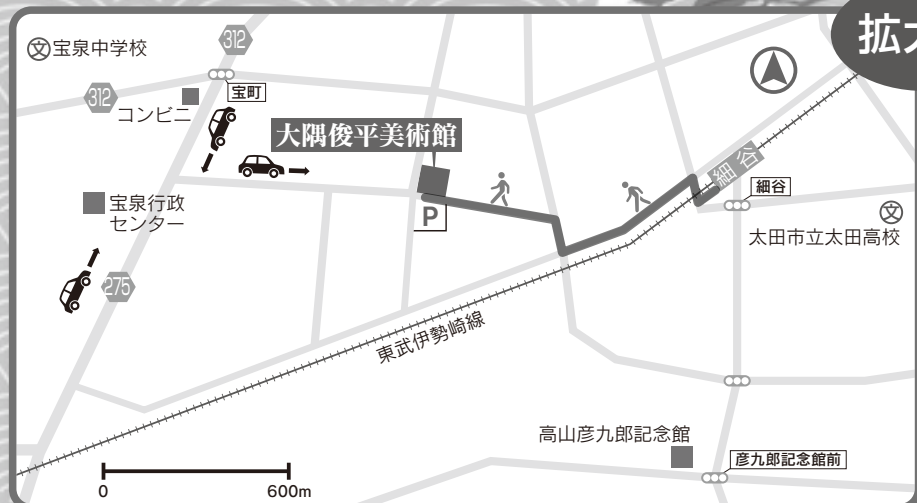 拡大
文 宝泉中学校
312
312
宝町
コンビニ
大隅俊平美術館
細谷
細谷
宝泉行政
センター
P
文
太田市立太田高校
275
東武伊勢崎線
高山彦九郎記念館
彦九郎記念館前
0 600m